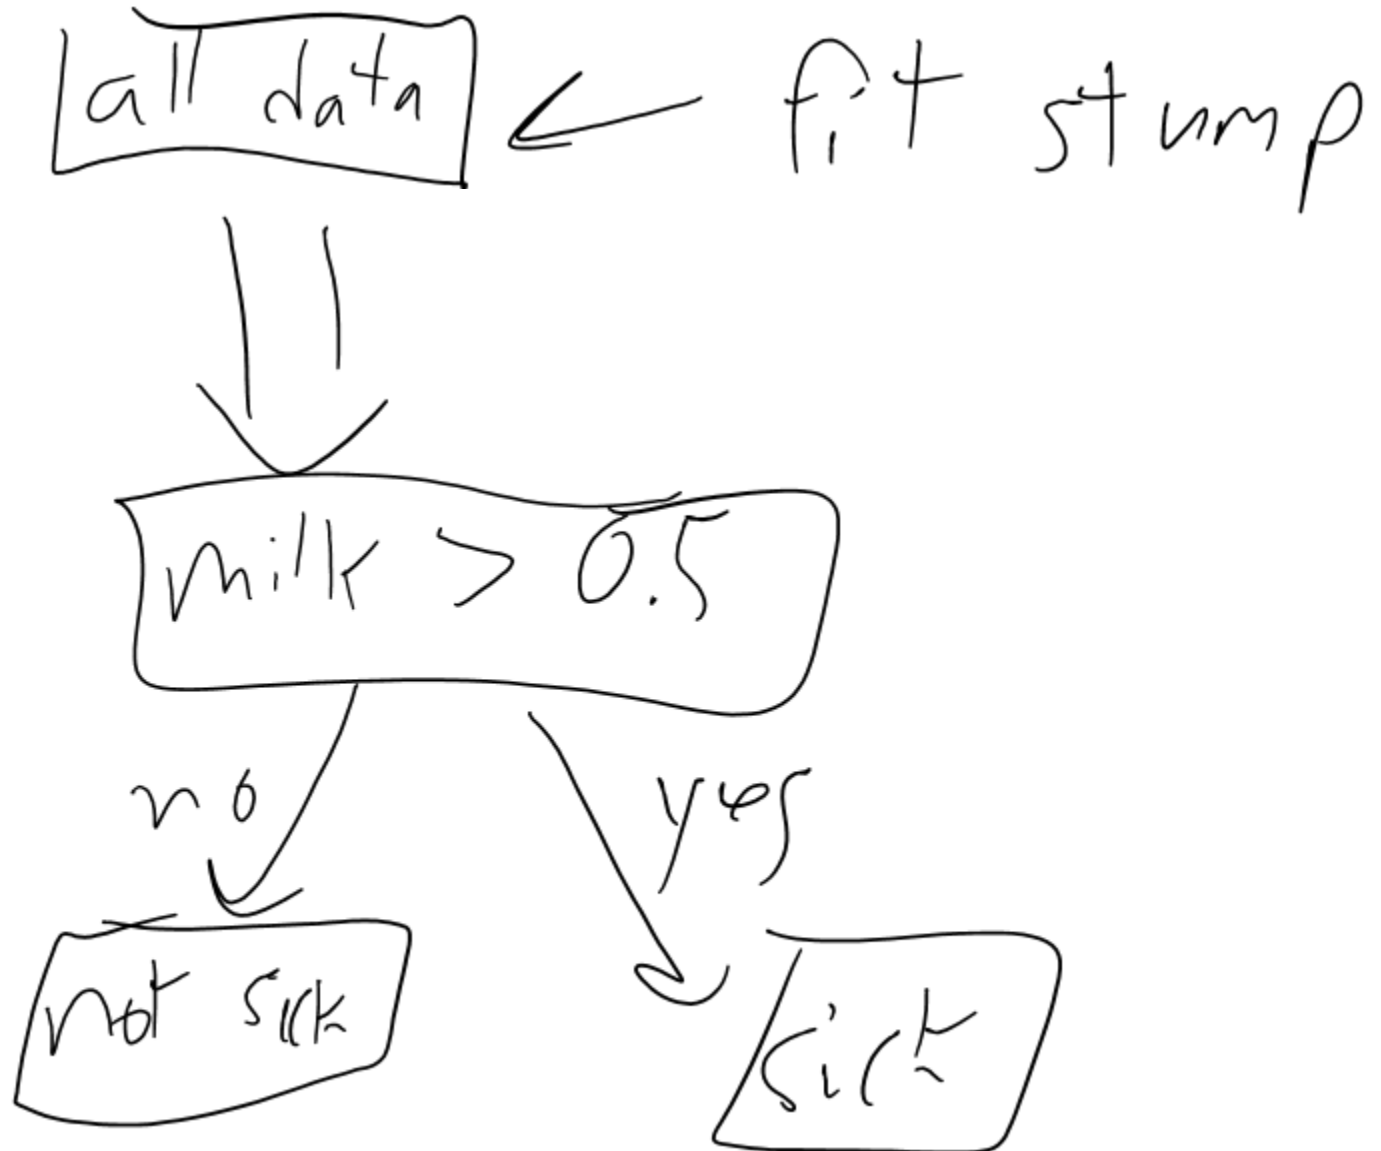 all data
fit stump
milk > 0.5
no
yes
not sick
sick